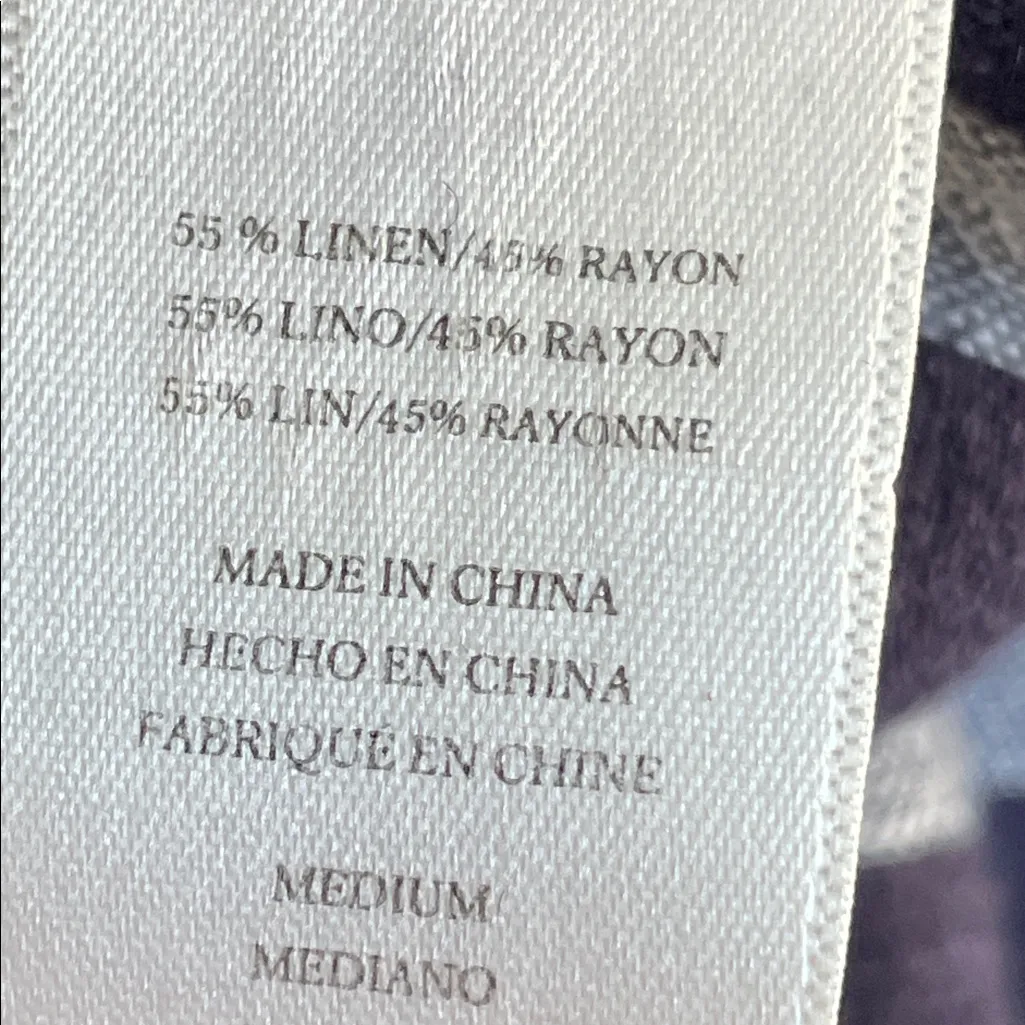 55 % LINEN/45% RAYON
55% LINO/45% RAYON
55% LIN/45% RAYONNE
MADE IN CHINA
HECHO EN CHINA
FABRIQUÉ EN CHINE
MEDIUM/
MEDIANO